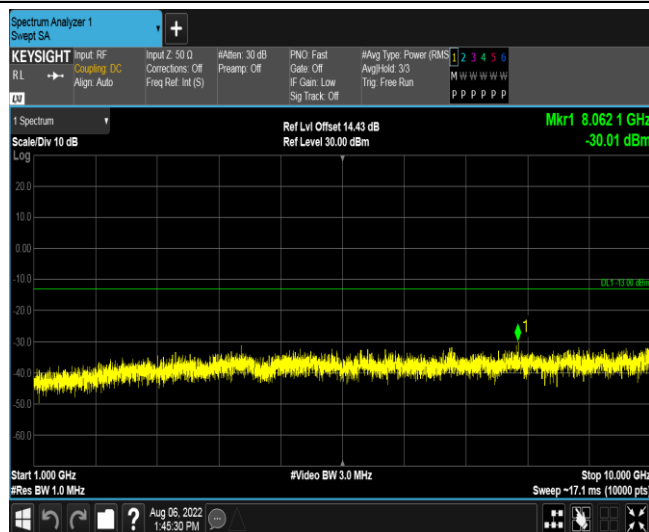 Spectrum Analyzer 1
Swept SA
+
KEYSIGHT
RL
LXI
Input: RF
Coupling: DC
Align: Auto
Input Z: 50 Ω
Corrections: Off
Freq Ref: Int (S)
#Atten: 30 dB
Preamp: Off
PNO: Fast
Gate: Off
IF Gain: Low
Sig Track: Off
#Avg Type: Power (RMS
Avg|Hold: 3/3
Trig: Free Run
1 2 3 4 5 6
M W W W W W
P P P P P P
1 Spectrum
Scale/Div 10 dB
Log
Ref Lvl Offset 14.43 dB
Ref Level 30.00 dBm
Mkr1 8.062 1 GHz
-30.01 dBm
20.0
10.0
0.00
-10.0
DL1 -13.00 dBm
-20.0
1
-30.0
-40.0
-50.0
-60.0
Start 1.000 GHz
#Res BW 1.0 MHz
#Video BW 3.0 MHz
Stop 10.000 GHz
Sweep ~17.1 ms (10000 pts)
?
Aug 06, 2022
1:45:30 PM